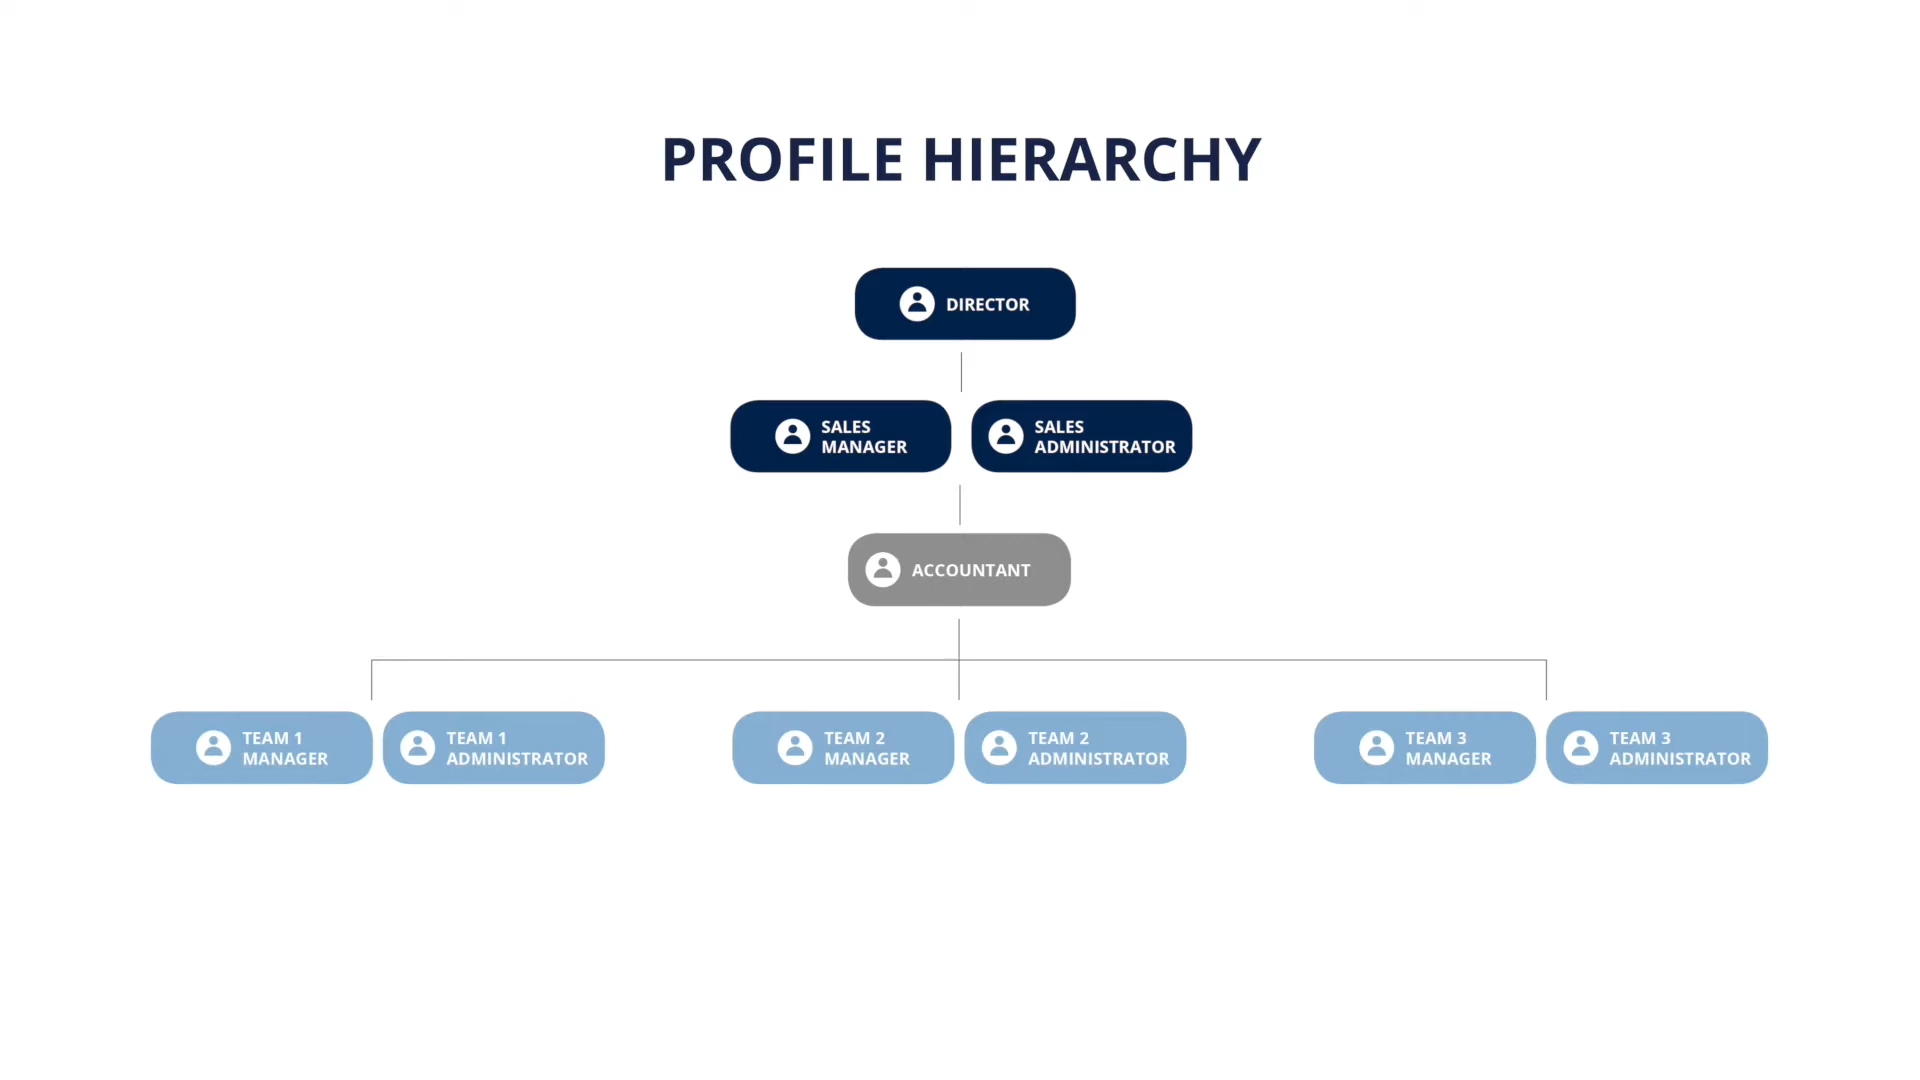 PROFILE HIERARCHY
DIRECTOR
SALES
MANAGER
SALES
ADMINISTRATOR
ACCOUNTANT
TEAM 1
MANAGER
TEAM 1
ADMINISTRATOR
TEAM 2
MANAGER
TEAM 2
ADMINISTRATOR
TEAM 3
MANAGER
TEAM 3
ADMINISTRATOR